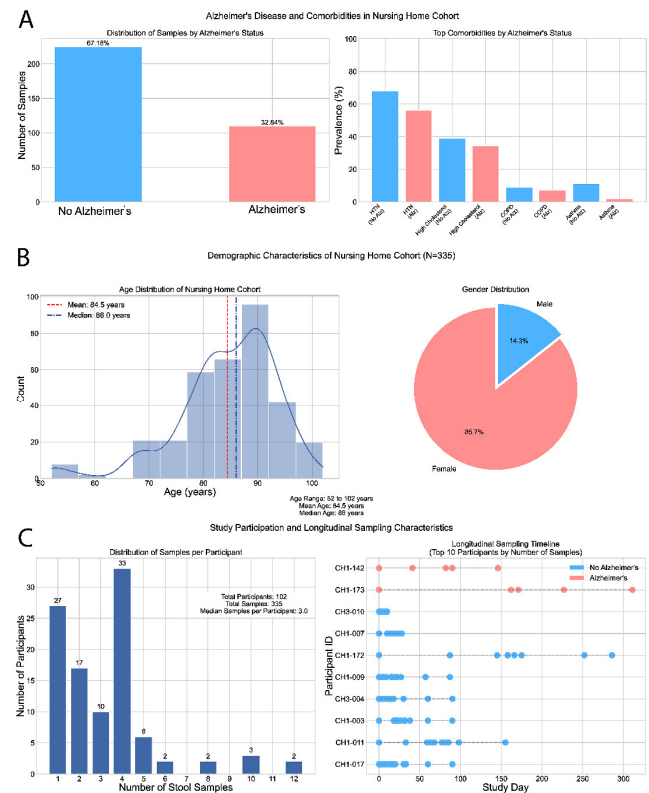 A
Alzheimer's Disease and Comorbidities in Nursing Home Cohort
Distribution of Samples by Alzheimer's Status
Number of Samples
200
150
100
50
0
67.16%
32.84%
No Alzheimer's
Alzheimer's
Top Comorbidities by Alzheimer's Status
Prevalence (%)
100
80
60
40
20
0
HTN
(No Alz)
HTN
(Alz)
High Cholesterol
(No Alz)
High Cholesterol
(Alz)
COPD
(No Alz)
COPD
(Alz)
Asthma
(No Alz)
Asthma
(Alz)
B
Demographic Characteristics of Nursing Home Cohort (N=335)
Age Distribution of Nursing Home Cohort
Mean: 84.5 years
Median: 86.0 years
Count
100
80
60
40
20
0
50
60
70
80
90
100
Age (years)
Age Range: 52 to 102 years
Mean Age: 84.5 years
Median Age: 86 years
Gender Distribution
Male
14.3%
85.7%
Female
C
Study Participation and Longitudinal Sampling Characteristics
Distribution of Samples per Participant
Total Participants: 102
Total Samples: 335
Median Samples per Participant: 3.0
Number of Participants
30
25
20
15
10
5
0
27
17
10
33
6
2
2
3
2
1
2
3
4
5
6
7
8
9
10
11
12
Number of Stool Samples
Longitudinal Sampling Timeline
(Top 10 Participants by Number of Samples)
No Alzheimer's
Alzheimer's
Participant ID
CH1-142
CH1-173
CH3-010
CH1-007
CH1-172
CH1-009
CH3-004
CH1-003
CH1-011
CH1-017
0
50
100
150
200
250
300
Study Day